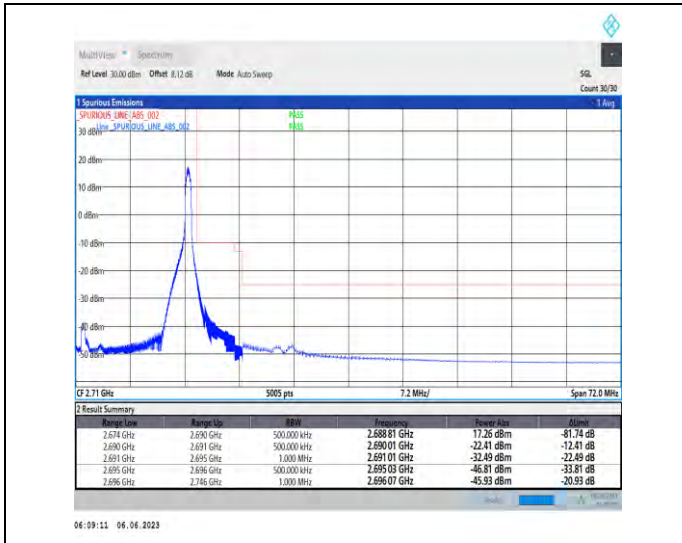 MultiView Spectrum
Ref Level 30.00 dBm Offset 8.12 dB Mode Auto Sweep SGL
Count 30/30
1 Spurious Emissions 1 Avg
_SPURIOUS_LINE_ABS_002 PASS
Line _SPURIOUS_LINE_ABS_002 PASS
30 dBm
20 dBm
10 dBm
0 dBm
-10 dBm
-20 dBm
-30 dBm
-40 dBm
-50 dBm
CF 2.71 GHz 5005 pts 7.2 MHz/ Span 72.0 MHz
2 Result Summary
Range Low Range Up RBW Frequency Power Abs ΔLimit
2.674 GHz 2.690 GHz 500.000 kHz 2.688 81 GHz 17.26 dBm -81.74 dB
2.690 GHz 2.691 GHz 500.000 kHz 2.690 01 GHz -22.41 dBm -12.41 dB
2.691 GHz 2.695 GHz 1.000 MHz 2.691 01 GHz -32.49 dBm -22.49 dB
2.695 GHz 2.696 GHz 500.000 kHz 2.695 03 GHz -46.81 dBm -33.81 dB
2.696 GHz 2.746 GHz 1.000 MHz 2.696 07 GHz -45.93 dBm -20.93 dB
06:09:11 06.06.2023